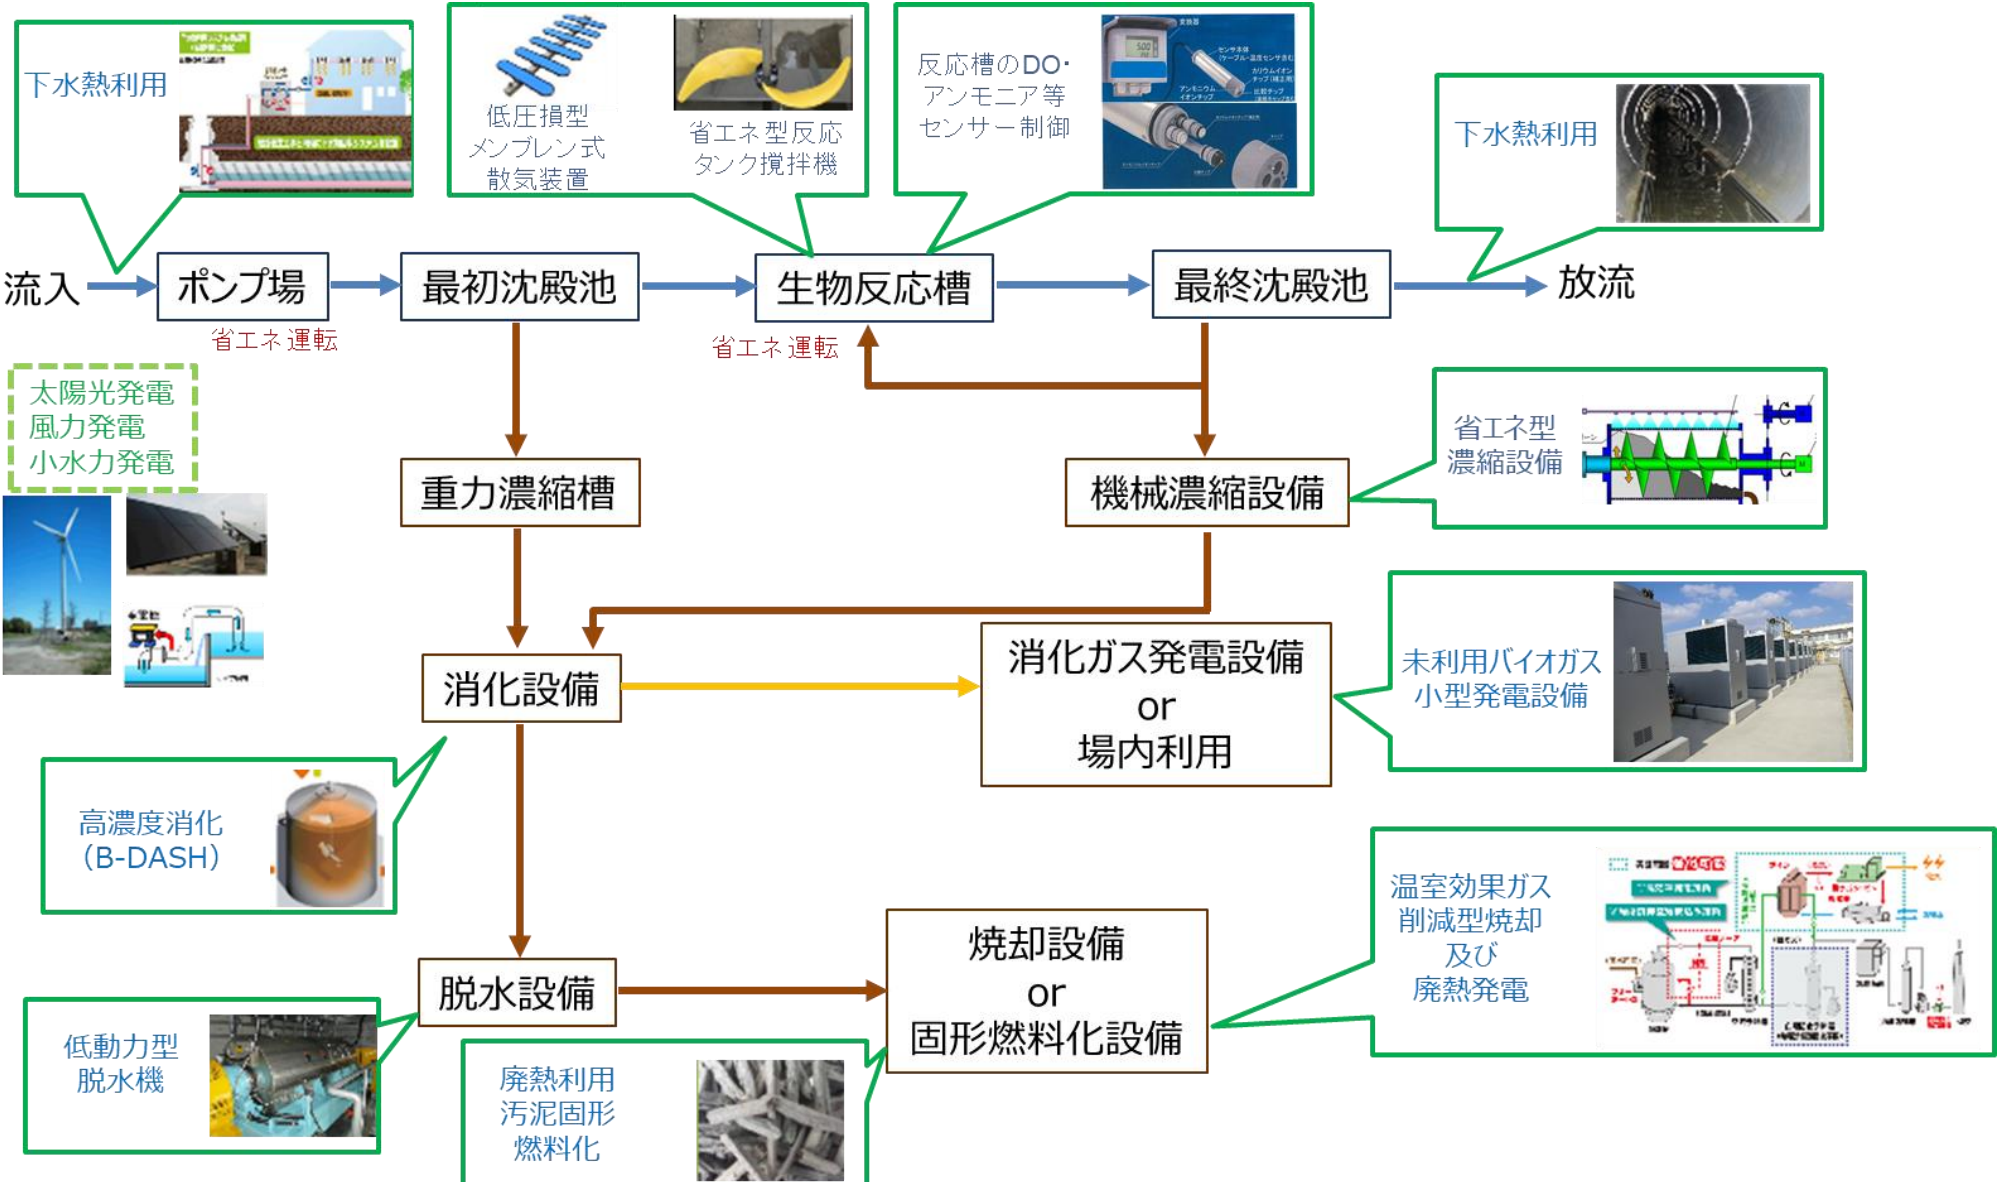 下水熱利用
低圧損型
メンブレン式
散気装置
省エネ型反応
タンク撹拌機
反応槽のDO・
アンモニア等
センサー制御
変換器
センサ本体
下水熱利用
流入
ポンプ場
最初沈殿池
生物反応槽
最終沈殿池
放流
省エネ運転
省エネ運転
太陽光発電
風力発電
小水力発電
重力濃縮槽
機械濃縮設備
省エネ型
濃縮設備
消化設備
消化ガス発電設備
or
場内利用
未利用バイオガス
小型発電設備
高濃度消化
（B-DASH）
脱水設備
焼却設備
or
固形燃料化設備
温室効果ガス
削減型焼却
及び
廃熱発電
低動力型
脱水機
廃熱利用
汚泥固形
燃料化